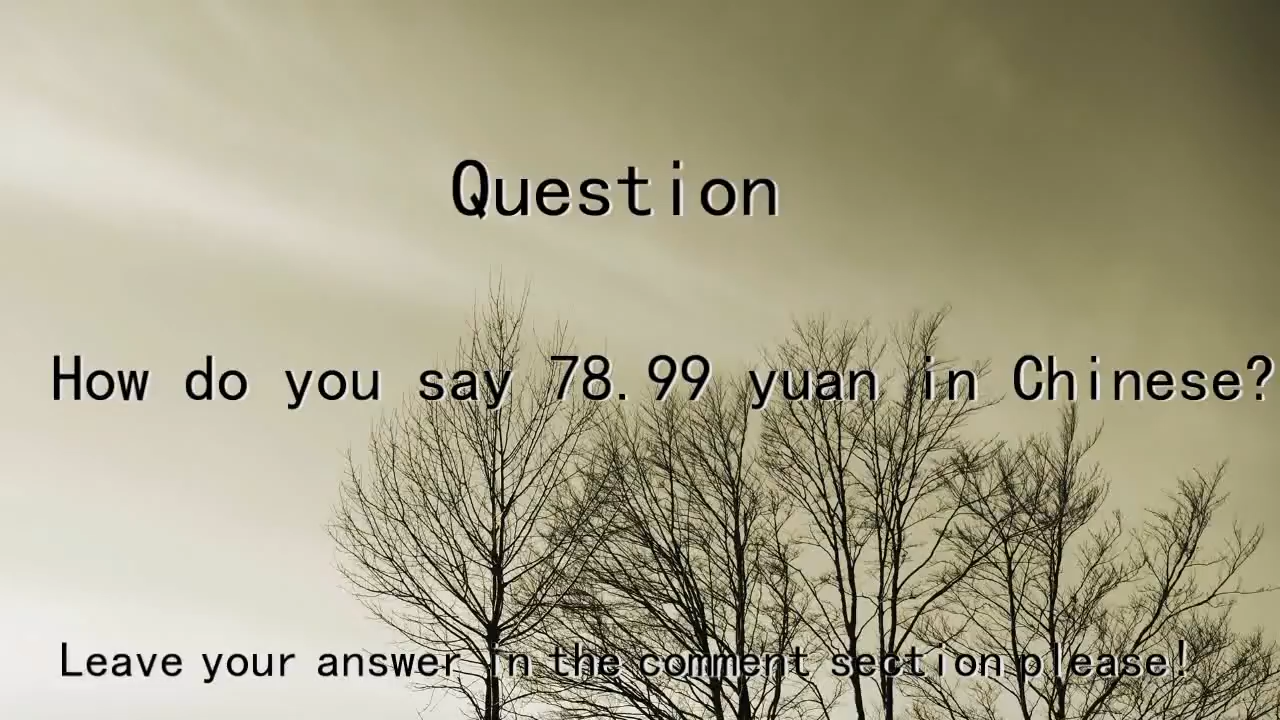 Question
How do you say 78.99 yuan in Chinese?
Leave your answer in the comment section please!